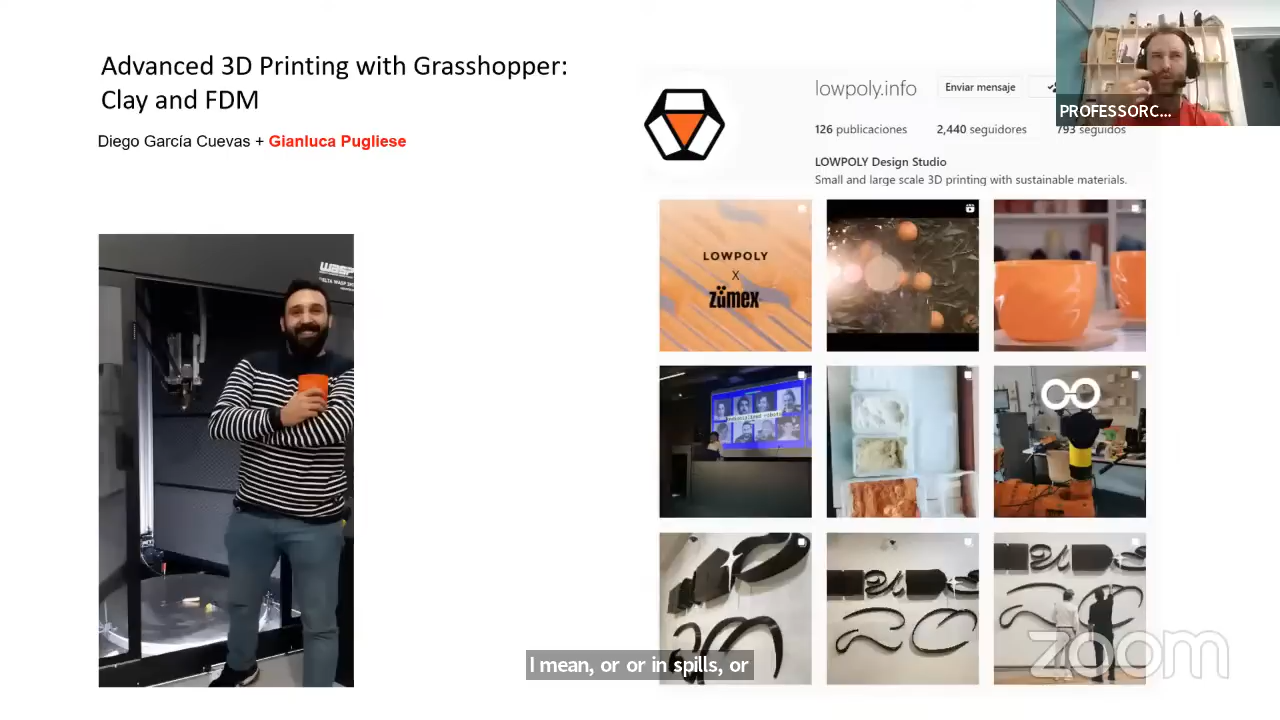 Advanced 3D Printing with Grasshopper:
Clay and FDM
Diego García Cuevas + Gianluca Pugliese
lowpoly.info
Enviar mensaje
126 publicaciones
2,440 seguidores
793 seguidos
LOWPOLY Design Studio
Small and large scale 3D printing with sustainable materials.
PROFESSORC...
LOWPOLY
X
zümex
I mean, or or in spills, or
zoom